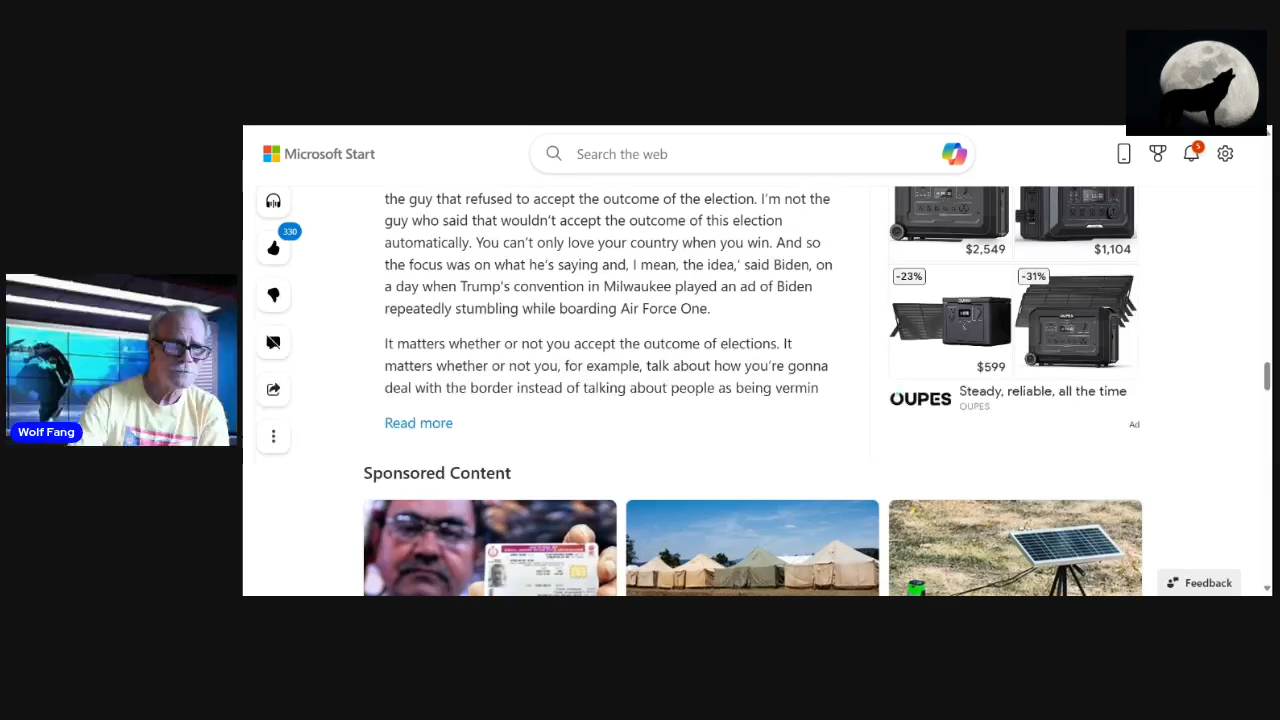 Microsoft Start
Search the web
5
the guy that refused to accept the outcome of the election. I'm not the
guy who said that wouldn't accept the outcome of this election
automatically. You can't only love your country when you win. And so
the focus was on what he's saying and, I mean, the idea,' said Biden, on
a day when Trump's convention in Milwaukee played an ad of Biden
repeatedly stumbling while boarding Air Force One.
It matters whether or not you accept the outcome of elections. It
matters whether or not you, for example, talk about how you're gonna
deal with the border instead of talking about people as being vermin
Read more
330
$2,549
$1,104
-23%
-31%
OUPES
$599
OUPES
Steady, reliable, all the time
OUPES
Ad
Wolf Fang
Sponsored Content
Feedback